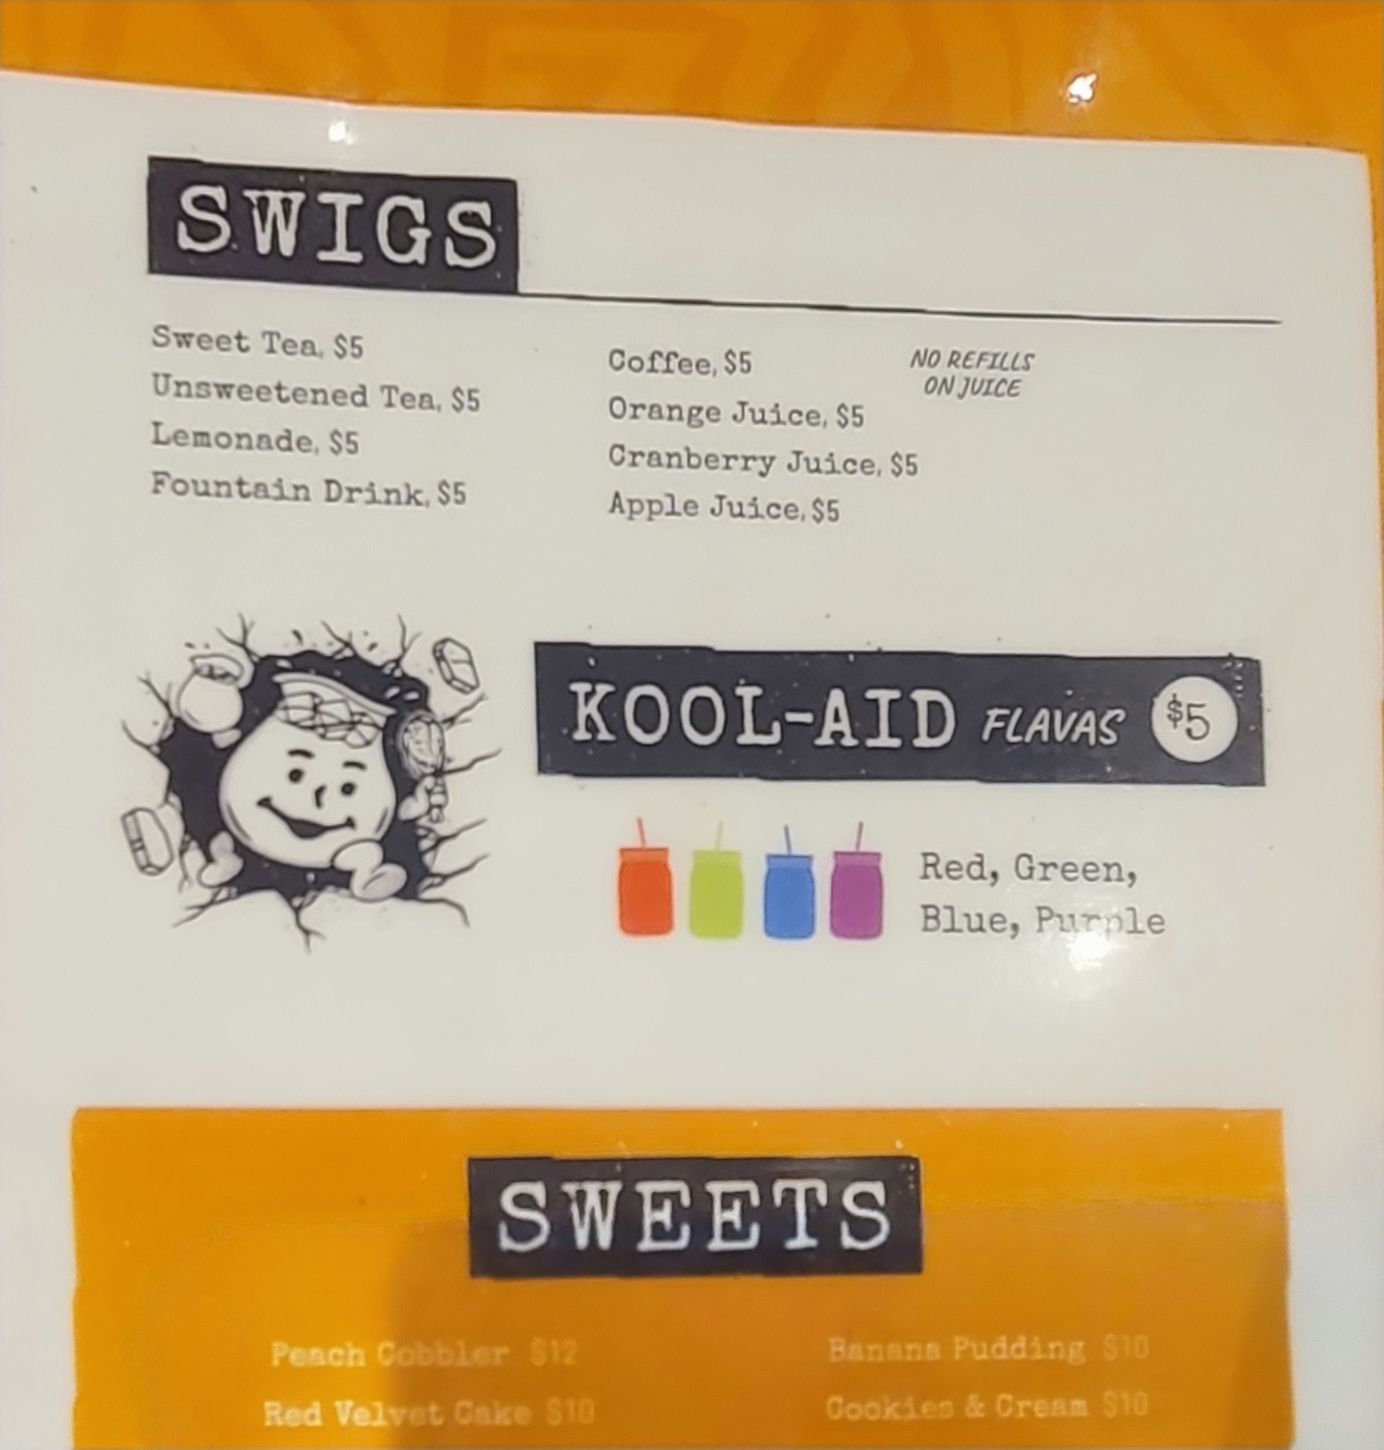 SWIGS
Sweet Tea, $5
Unsweetened Tea, $5
Lemonade, $5
Fountain Drink, $5
Coffee, $5
Orange Juice, $5
Cranberry Juice, $5
Apple Juice, $5
NO REFILLS
ON JUICE
KOOL-AID FLAVAS $5
Red, Green,
Blue, Purple
SWEETS
Peach Cobbler $12
Red Velvet Cake $10
Banana Pudding $10
Cookies & Cream $10